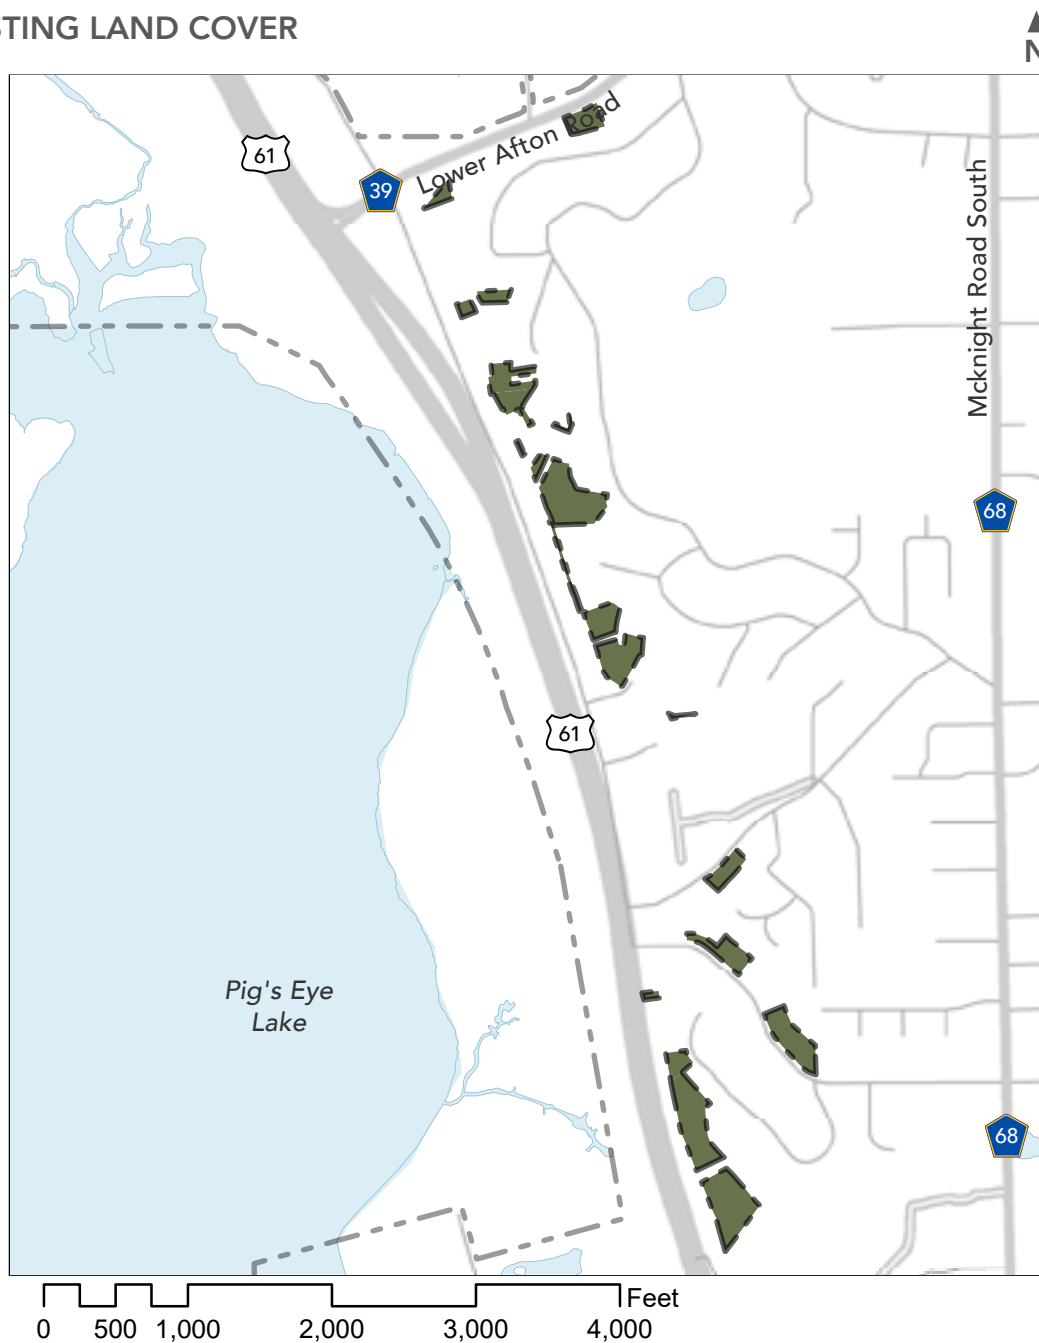 STING LAND COVER
N
61
39
Lower Afton Road
Mcknight Road South
68
61
Pig's Eye
Lake
68
Feet
0 500 1,000 2,000 3,000 4,000